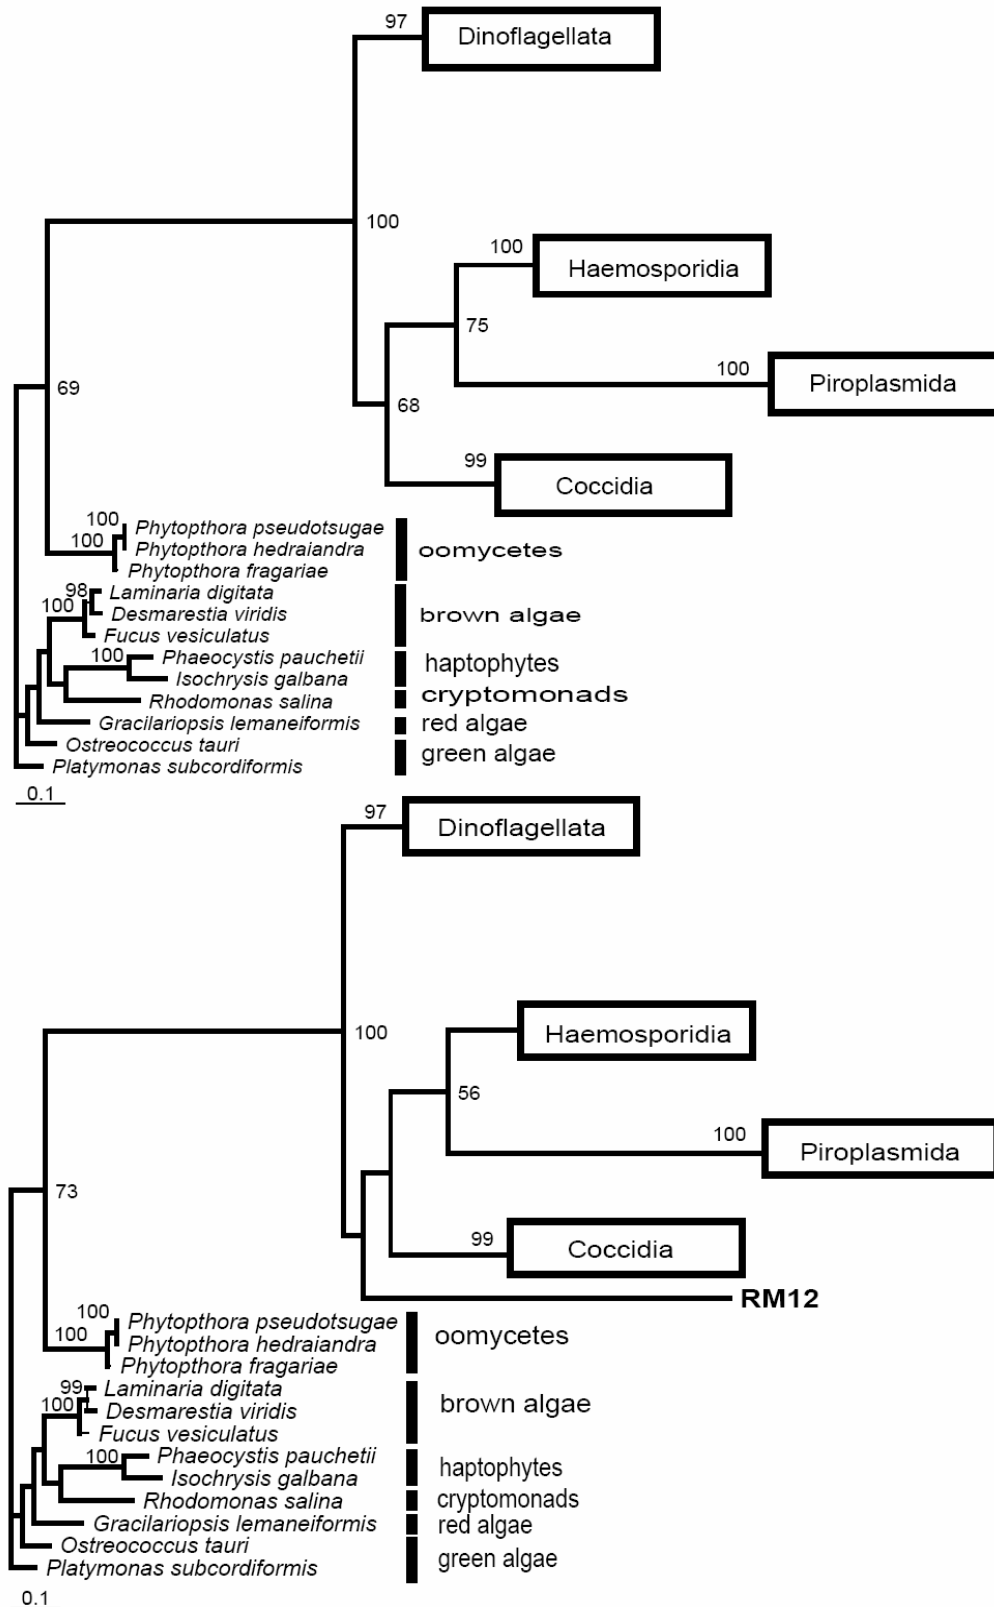 97
Dinoflagellata
100
100
Haemosporidia
75
100
Piroplasmida
69
68
99
Coccidia
100
Phytopthora pseudotsugae
100
Phytopthora hedraiandra
oomycetes
Phytopthora fragariae
98
Laminaria digitata
100
Desmarestia viridis
brown algae
Fucus vesiculatus
100
Phaeocystis pauchetii
haptophytes
Isochrysis galbana
cryptomonads
Rhodomonas salina
Gracilariopsis lemaneiformis
red algae
Ostreococcus tauri
green algae
Platymonas subcordiformis
0.1
97
Dinoflagellata
100
Haemosporidia
56
100
Piroplasmida
73
99
Coccidia
RM12
100
Phytopthora pseudotsugae
oomycetes
100
Phytopthora hedraiandra
Phytopthora fragariae
99
Laminaria digitata
100
Desmarestia viridis
brown algae
Fucus vesiculatus
100
Phaeocystis pauchetii
haptophytes
Isochrysis galbana
Rhodomonas salina
cryptomonads
Gracilariopsis lemaneiformis
red algae
Ostreococcus tauri
green algae
Platymonas subcordiformis
0.1